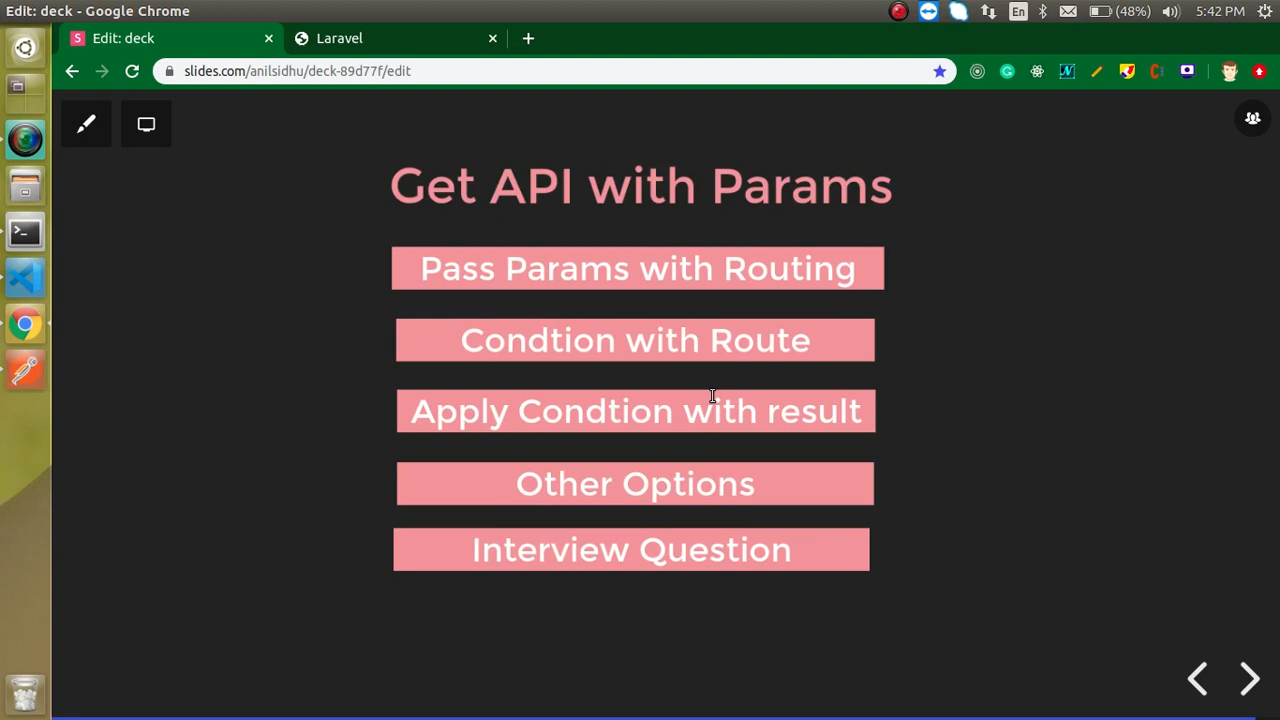 Edit: deck - Google Chrome
En
(48%)
5:42 PM
S
Edit: deck
Laravel
slides.com/anilsidhu/deck-89d77f/edit
Get API with Params
Pass Params with Routing
Condtion with Route
Apply Condtion with result
Other Options
Interview Question